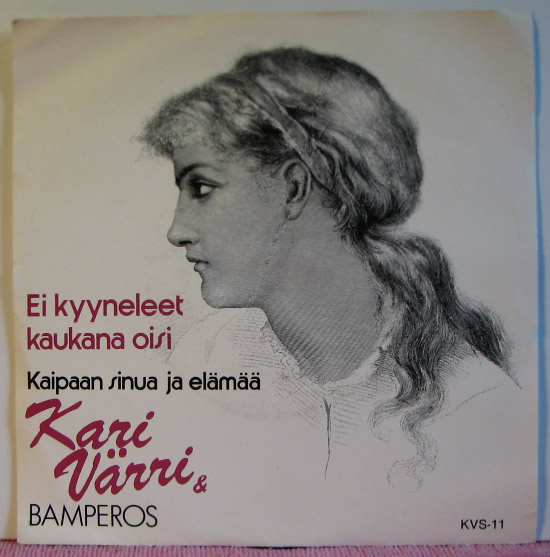 Ei kyyneleet
kaukana oisi
Kaipaan sinua ja elämää
Kari
Värri &
BAMPEROS
KVS-11